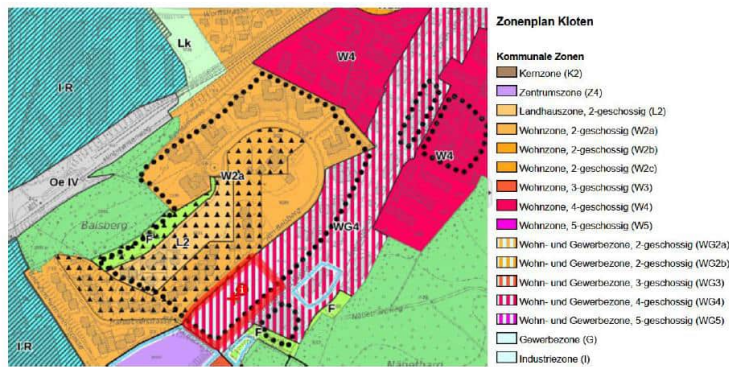 Zonenplan Kloten
Kommunale Zonen
Kernzone (K2)
Zentrumszone (Z4)
Landhauszone, 2-geschossig (L2)
Wohnzone, 2-geschossig (W2a)
Wohnzone, 2-geschossig (W2b)
Wohnzone, 2-geschossig (W2c)
Wohnzone, 3-geschossig (W3)
Wohnzone, 4-geschossig (W4)
Wohnzone, 5-geschossig (W5)
Wohn- und Gewerbezone, 2-geschossig (WG2a)
Wohn- und Gewerbezone, 2-geschossig (WG2b)
Wohn- und Gewerbezone, 3-geschossig (WG3)
Wohn- und Gewerbezone, 4-geschossig (WG4)
Wohn- und Gewerbezone, 5-geschossig (WG5)
Gewerbezone (G)
Industriezone (I)
Lk
W4
I R
W4
Oe IV
W2a
Baisberg
F
L2
WG4
1
F
F
I R